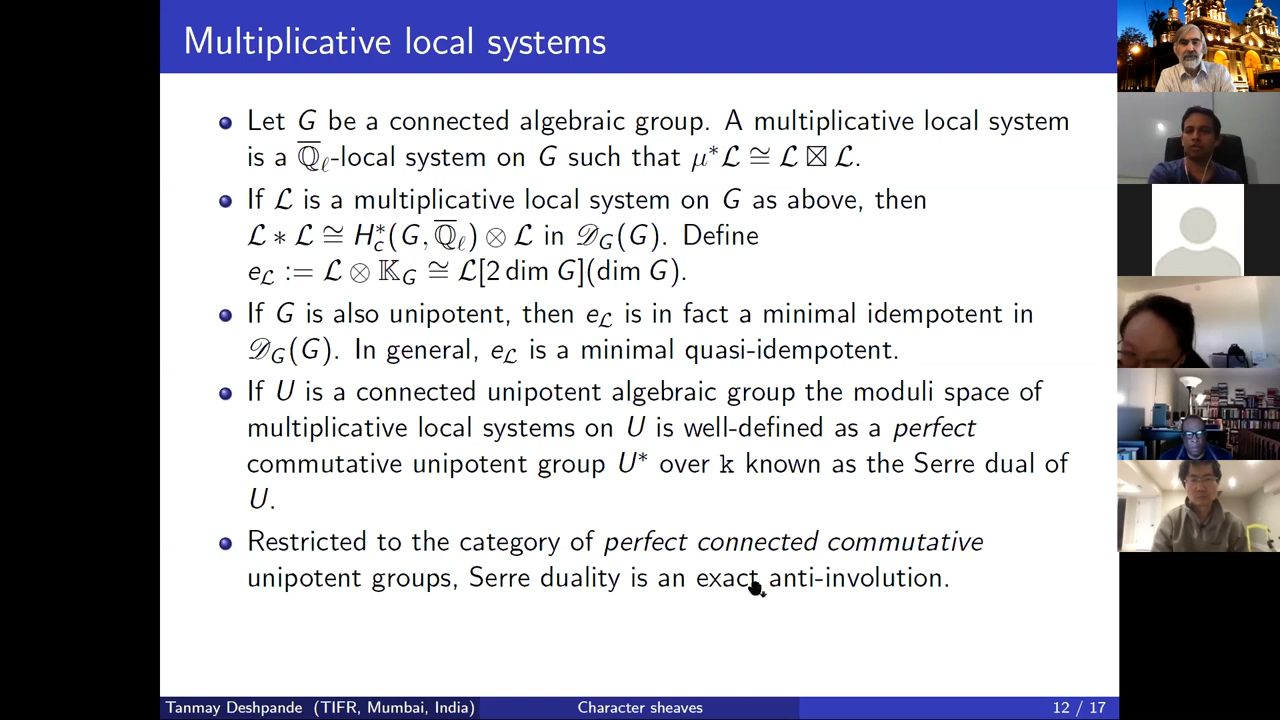 Multiplicative local systems
Let G be a connected algebraic group. A multiplicative local system
is a $\overline{\mathbb{Q}}_\ell$-local system on G such that $\mu^*\mathcal{L} \cong \mathcal{L} \boxtimes \mathcal{L}$.
If $\mathcal{L}$ is a multiplicative local system on G as above, then
$\mathcal{L} * \mathcal{L} \cong H_c^*(G, \overline{\mathbb{Q}}_\ell) \otimes \mathcal{L}$ in $\mathscr{D}_G(G)$. Define
$e_{\mathcal{L}} := \mathcal{L} \otimes \mathbb{K}_G \cong \mathcal{L}[2 \dim G](\dim G)$.
If G is also unipotent, then $e_{\mathcal{L}}$ is in fact a minimal idempotent in
$\mathscr{D}_G(G)$. In general, $e_{\mathcal{L}}$ is a minimal quasi-idempotent.
If U is a connected unipotent algebraic group the moduli space of
multiplicative local systems on U is well-defined as a perfect
commutative unipotent group $U^*$ over k known as the Serre dual of
U.
Restricted to the category of perfect connected commutative
unipotent groups, Serre duality is an exact anti-involution.
Tanmay Deshpande (TIFR, Mumbai, India) Character sheaves 12 / 17